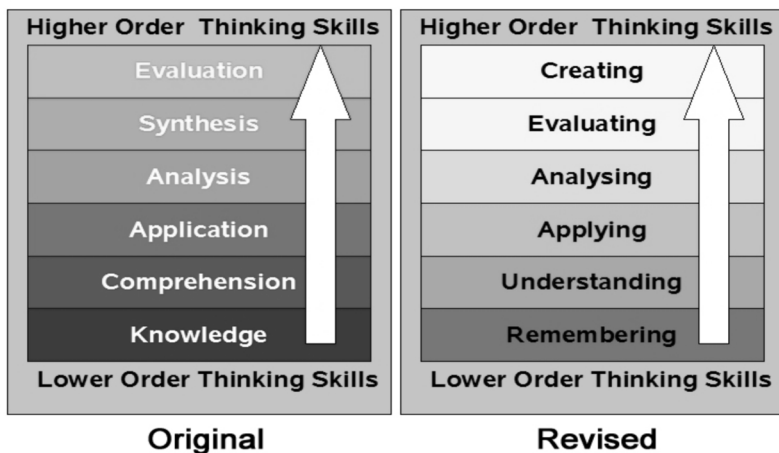 Higher Order Thinking Skills
Evaluation
Synthesis
Analysis
Application
Comprehension
Knowledge
Lower Order Thinking Skills
Original
Higher Order Thinking Skills
Creating
Evaluating
Analysing
Applying
Understanding
Remembering
Lower Order Thinking Skills
Revised